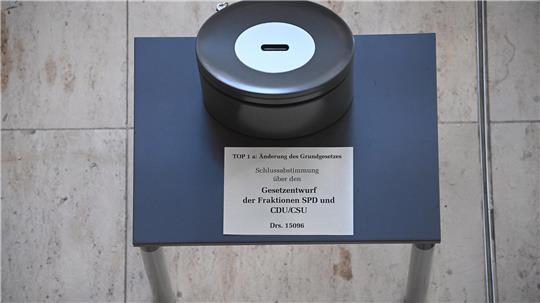 TOP 1 a: Änderung des Grundgesetzes
Schlussabstimmung
über den
Gesetzentwurf
der Fraktionen SPD und
CDU/CSU
Drs. 15096